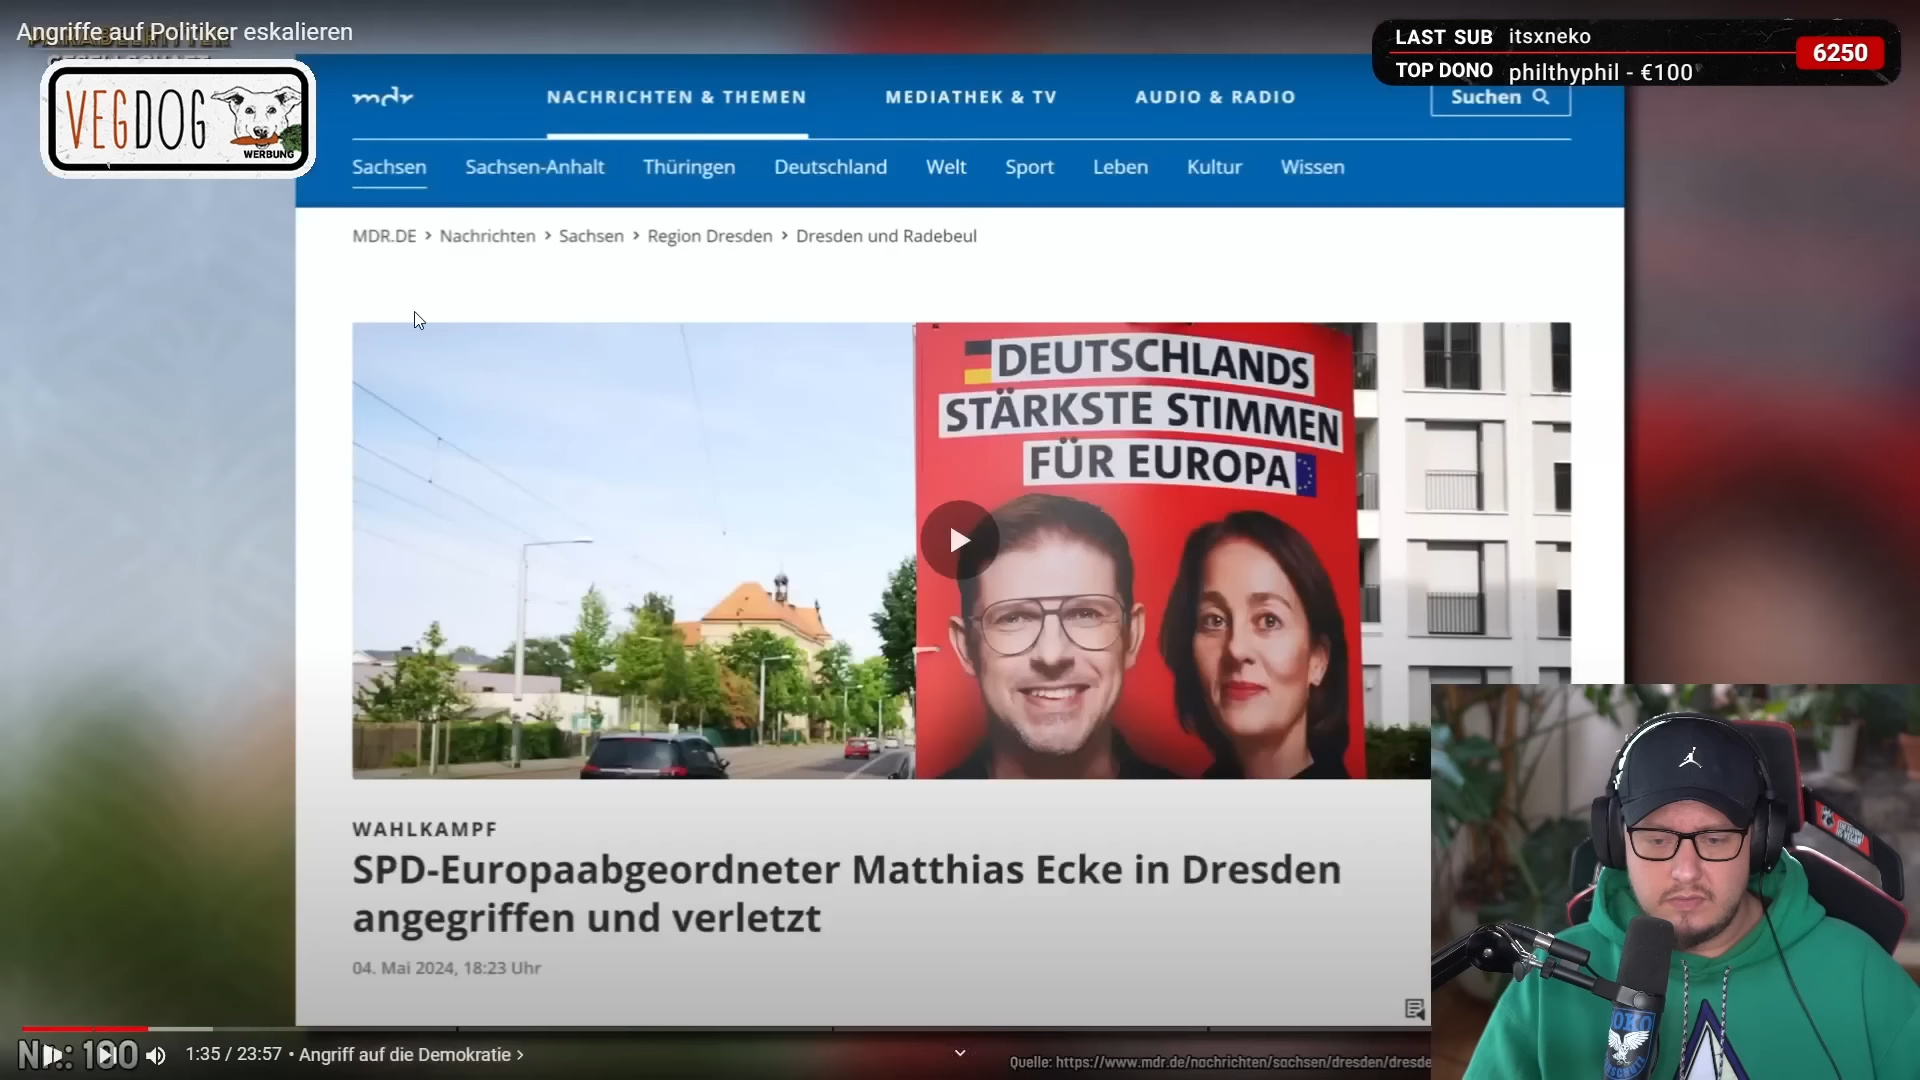 Angriffe auf Politiker eskalieren
VEGDOG
WERBUNG
LAST SUB itsxneko
TOP DONO philthyphil - €100
6250
mdr
NACHRICHTEN & THEMEN
MEDIATHEK & TV
AUDIO & RADIO
Suchen
Sachsen
Sachsen-Anhalt
Thüringen
Deutschland
Welt
Sport
Leben
Kultur
Wissen
MDR.DE > Nachrichten > Sachsen > Region Dresden > Dresden und Radebeul
DEUTSCHLANDS
STÄRKSTE STIMMEN
FÜR EUROPA
WAHLKAMPF
SPD-Europaabgeordneter Matthias Ecke in Dresden
angegriffen und verletzt
04. Mai 2024, 18:23 Uhr
Nr.: 100
1:35 / 23:57 • Angriff auf die Demokratie >
Quelle: https://www.mdr.de/nachrichten/sachsen/dresden/dresde